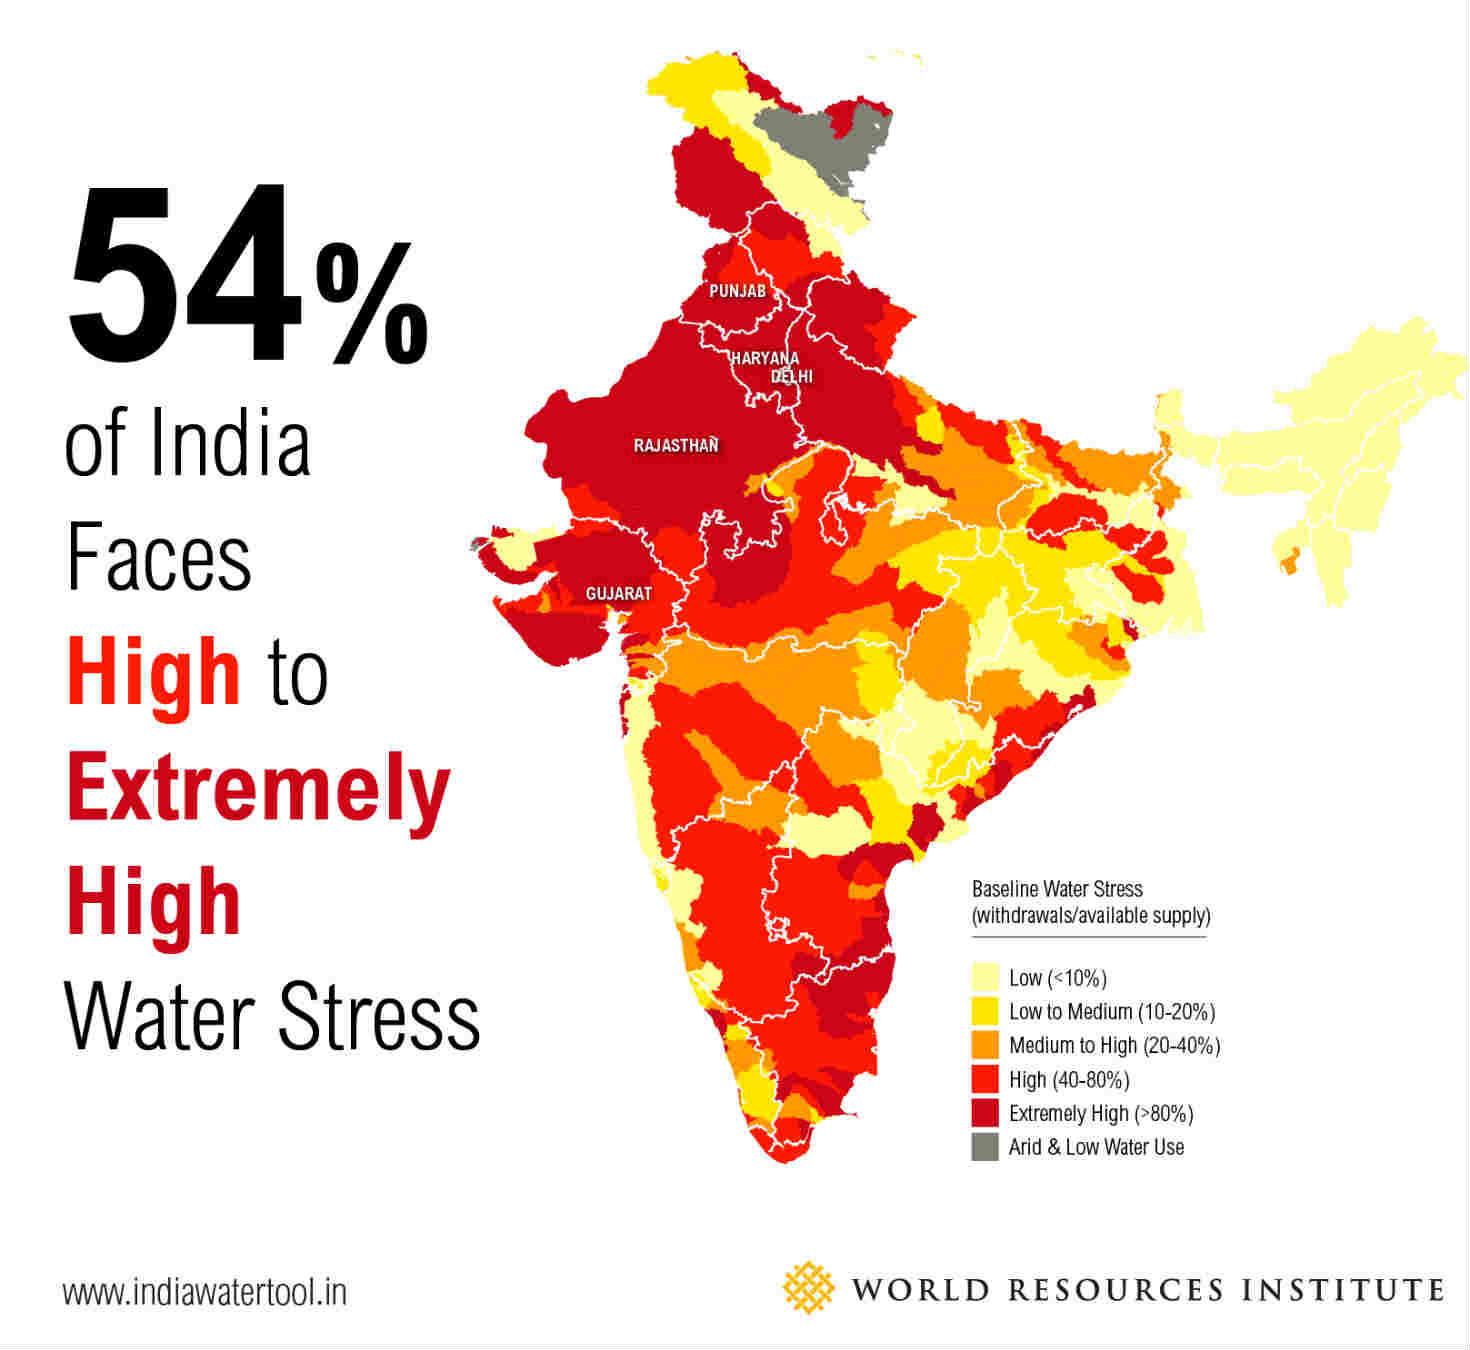 54%
of India
Faces
High to
Extremely
High
Water Stress
PUNJAB
HARYANA
DELHI
RAJASTHAN
GUJARAT
Baseline Water Stress
(withdrawals/available supply)
Low (<10%)
Low to Medium (10-20%)
Medium to High (20-40%)
High (40-80%)
Extremely High (>80%)
Arid & Low Water Use
www.indiawatertool.in
WORLD RESOURCES INSTITUTE